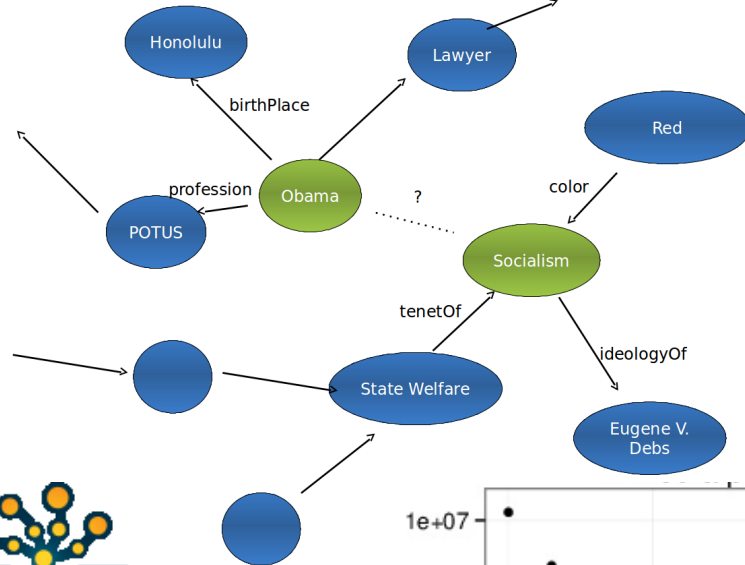 Honolulu
Lawyer
birthPlace
Red
profession
Obama
?
color
POTUS
Socialism
tenetOf
ideologyOf
State Welfare
Eugene V.
Debs
1e+07